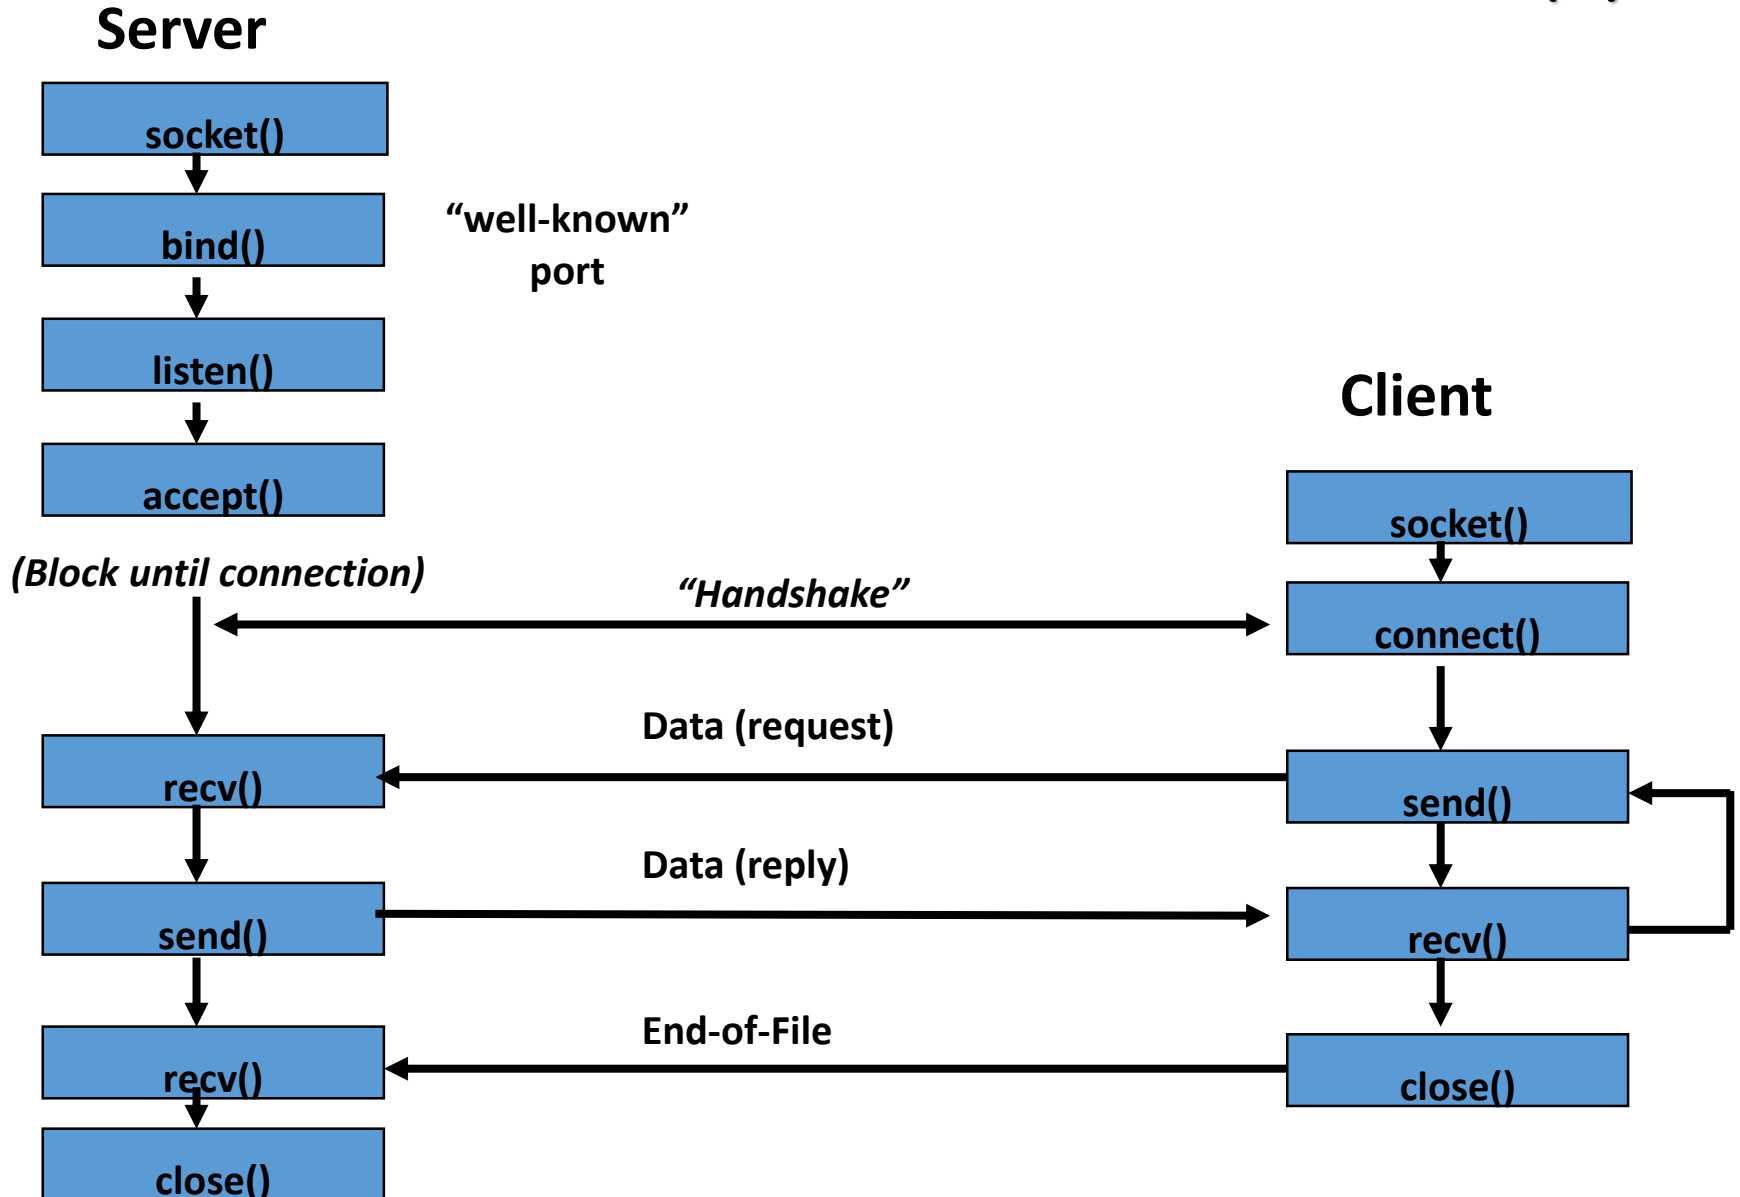 Server
socket()
bind()
“well-known”
port
listen()
accept()
(Block until connection)
Client
socket()
“Handshake”
connect()
Data (request)
recv()
send()
Data (reply)
send()
recv()
End-of-File
recv()
close()
close()